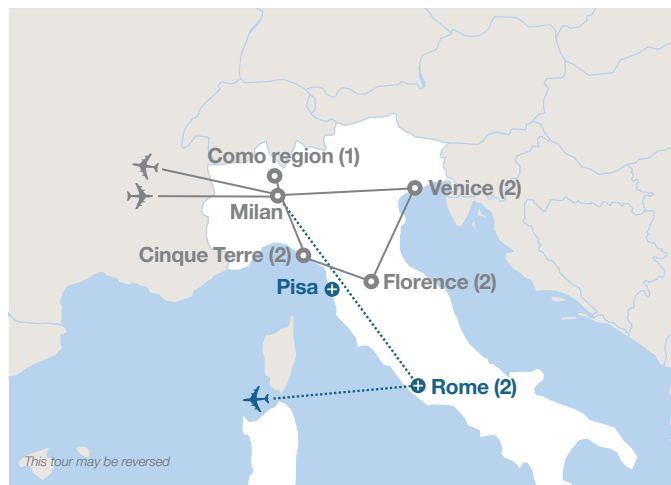 Como region (1)
Milan
Venice (2)
Cinque Terre (2)
Pisa
Florence (2)
Rome (2)
This tour may be reversed